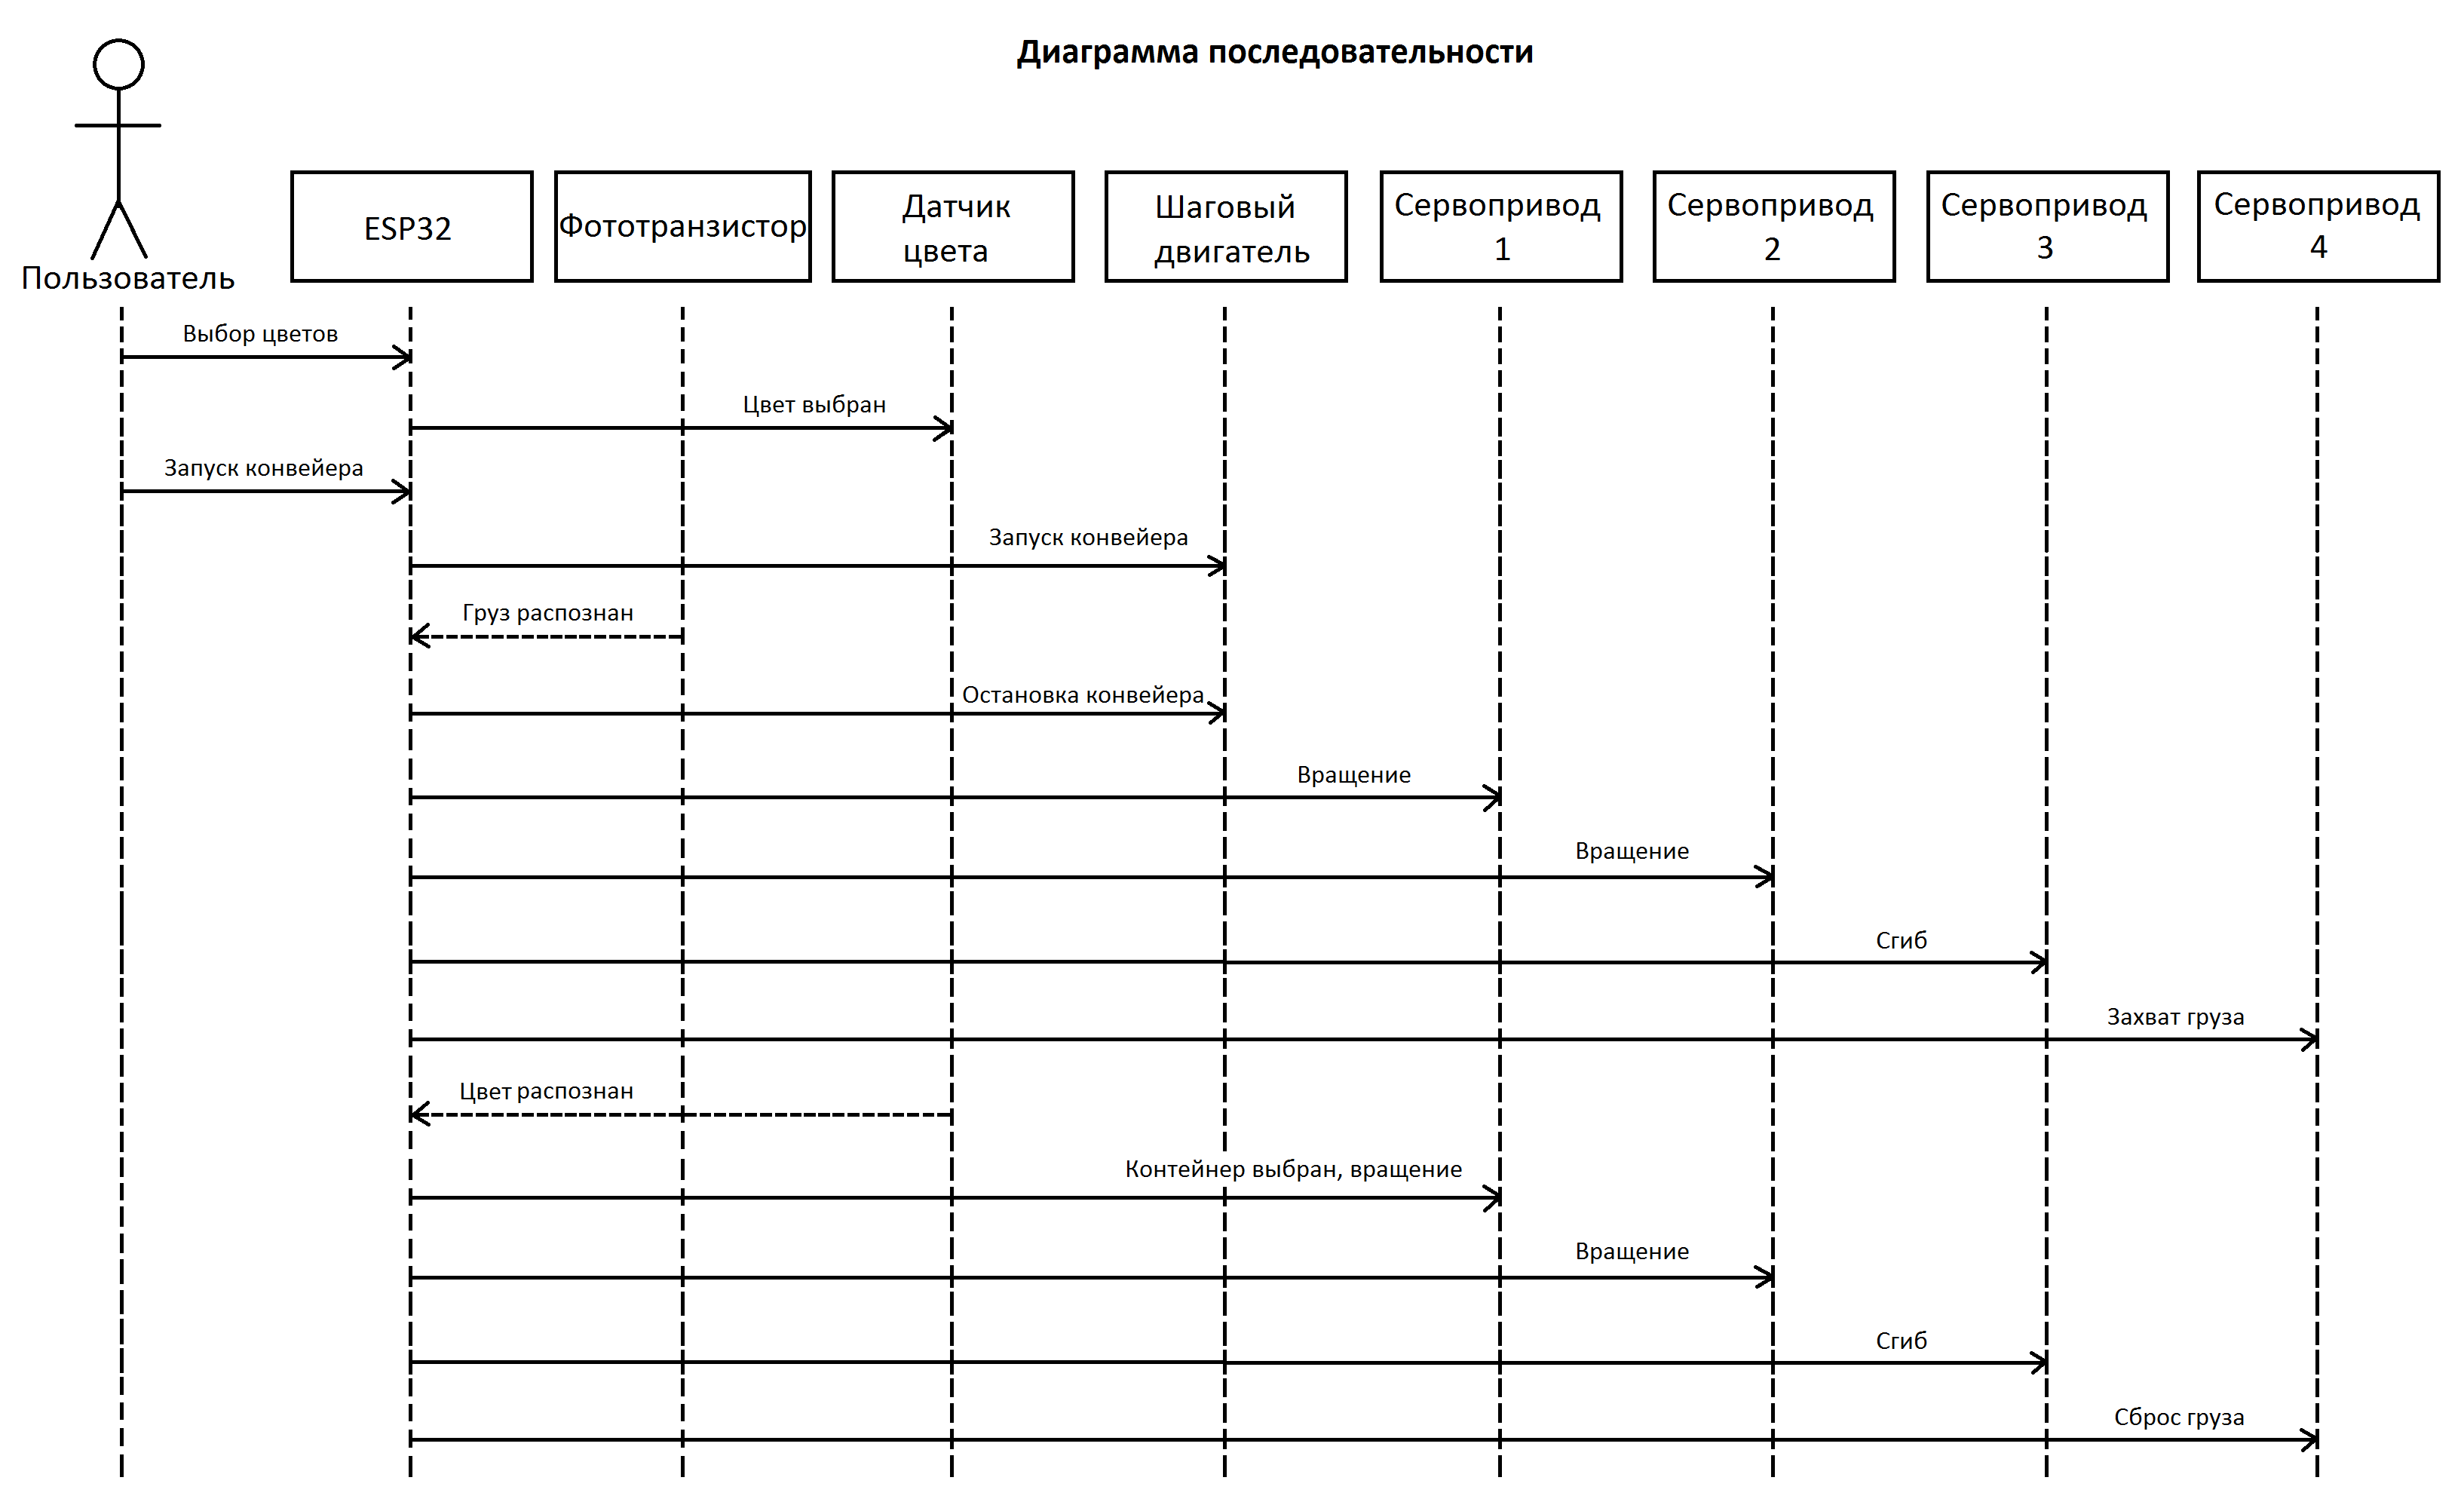 Диаграмма последовательности
Пользователь
ESP32
Фототранзистор
Датчик
цвета
Шаговый
двигатель
Сервопривод
1
Сервопривод
2
Сервопривод
3
Сервопривод
4
Выбор цветов
Цвет выбран
Запуск конвейера
Запуск конвейера
Груз распознан
Остановка конвейера
Вращение
Вращение
Сгиб
Захват груза
Цвет распознан
Контейнер выбран, вращение
Вращение
Сгиб
Сброс груза